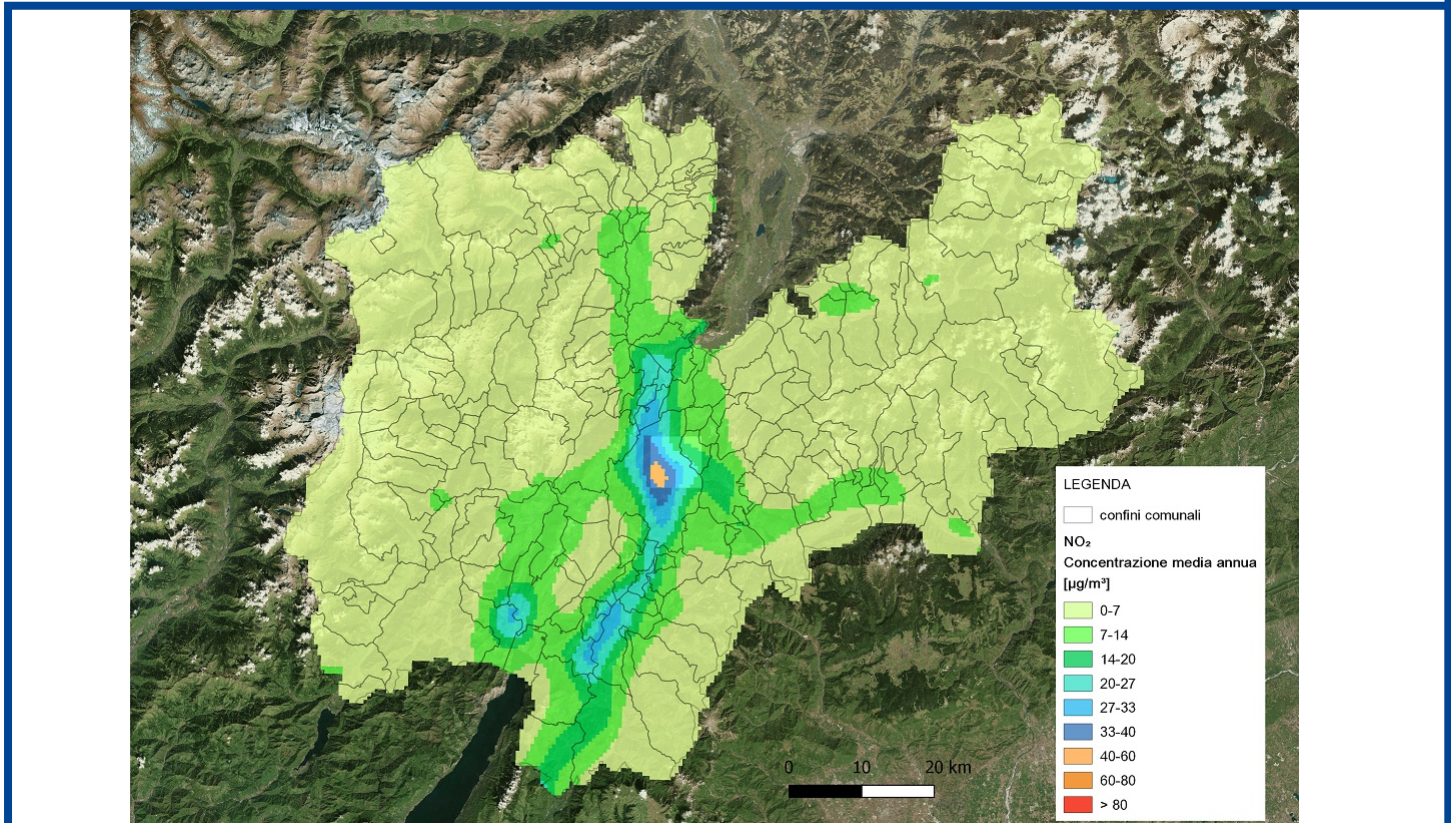 LEGENDA
confini comunali
NO₂
Concentrazione media annua
[µg/m³]
0-7
7-14
14-20
20-27
27-33
33-40
40-60
60-80
> 80
0 10 20 km